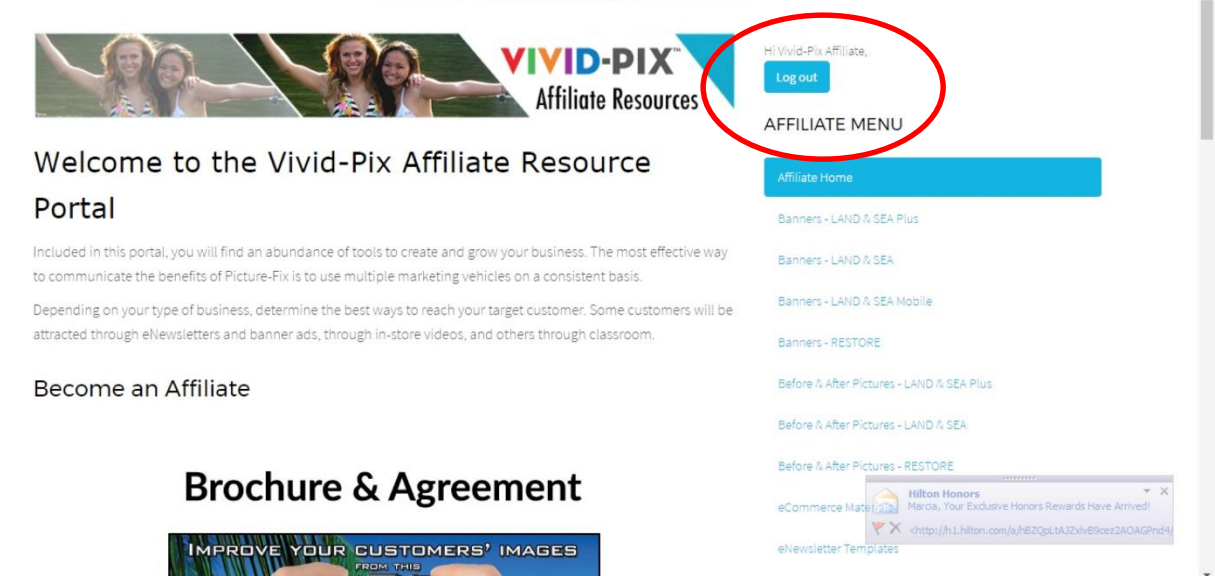 VIVID-PIX™
Affiliate Resources
Welcome to the Vivid-Pix Affiliate Resource
Portal
Included in this portal, you will find an abundance of tools to create and grow your business. The most effective way
to communicate the benefits of Picture-Fix is to use multiple marketing vehicles on a consistent basis.
Depending on your type of business, determine the best ways to reach your target customer. Some customers will be
attracted through eNewsletters and banner ads, through in-store videos, and others through classroom.
Become an Affiliate
Brochure & Agreement
IMPROVE YOUR CUSTOMERS' IMAGES
FROM THIS
Hi Vivid-Pix Affiliate,
Log out
AFFILIATE MENU
Affiliate Home
Banners - LAND & SEA Plus
Banners - LAND & SEA
Banners - LAND & SEA Mobile
Banners - RESTORE
Before & After Pictures - LAND & SEA Plus
Before & After Pictures - LAND & SEA
Before & After Pictures - RESTORE
eCommerce Materials
eNewsletter Templates
Hilton Honors
Marcia, Your Exclusive Honors Rewards Have Arrived!